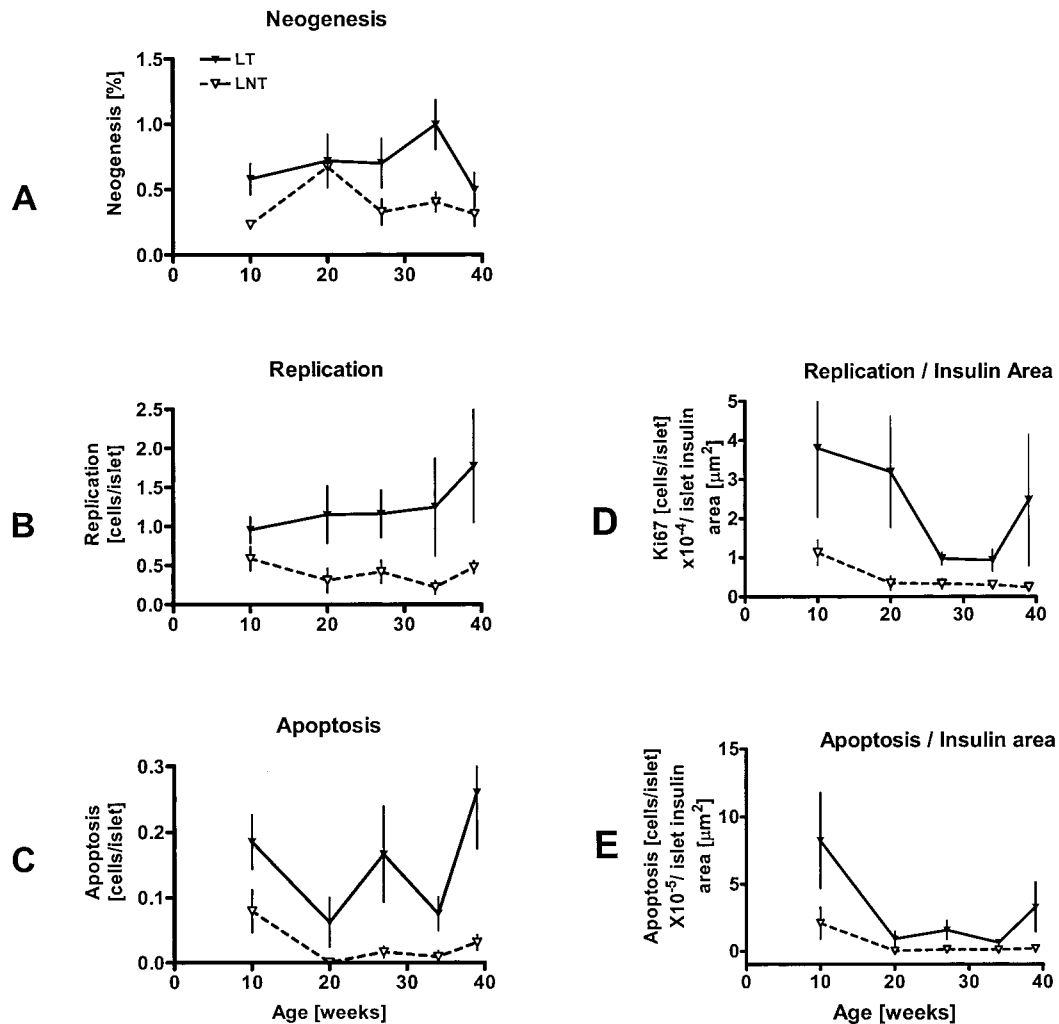 Neogenesis
LT
LNT
A
Neogenesis [%]
1.5
1.0
0.5
0.0
0 10 20 30 40
Replication
B
Replication
[cells/islet]
2.5
2.0
1.5
1.0
0.5
0.0
0 10 20 30 40
Replication / Insulin Area
D
Ki67 [cells/islet]
x10-4/ islet insulin
area [µm2]
5
4
3
2
1
0
0 10 20 30 40
Apoptosis
C
Apoptosis
[cells/islet]
0.3
0.2
0.1
0.0
0 10 20 30 40
Age [weeks]
Apoptosis / Insulin area
E
Apoptosis [cells/islet]
X10-5/ islet insulin
area [µm2]
15
10
5
0
0 10 20 30 40
Age [weeks]